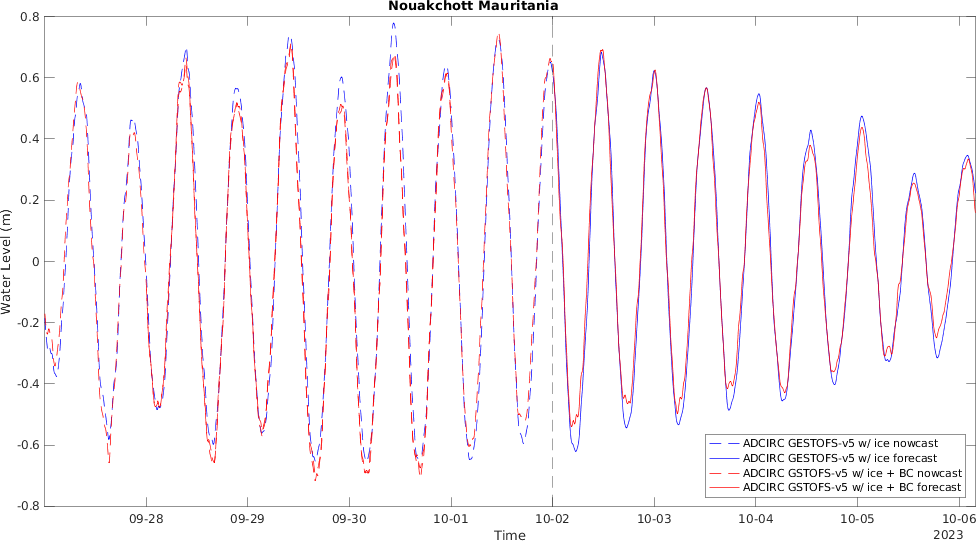 Nouakchott Mauritania
0.8
0.6
0.4
0.2
0
-0.2
-0.4
-0.6
-0.8
Water Level (m)
09-28 09-29 09-30 10-01 10-02 10-03 10-04 10-05 10-06
2023
Time
ADCIRC GESTOFS-v5 w/ ice nowcast
ADCIRC GESTOFS-v5 w/ ice forecast
ADCIRC GSTOFS-v5 w/ ice + BC nowcast
ADCIRC GSTOFS-v5 w/ ice + BC forecast